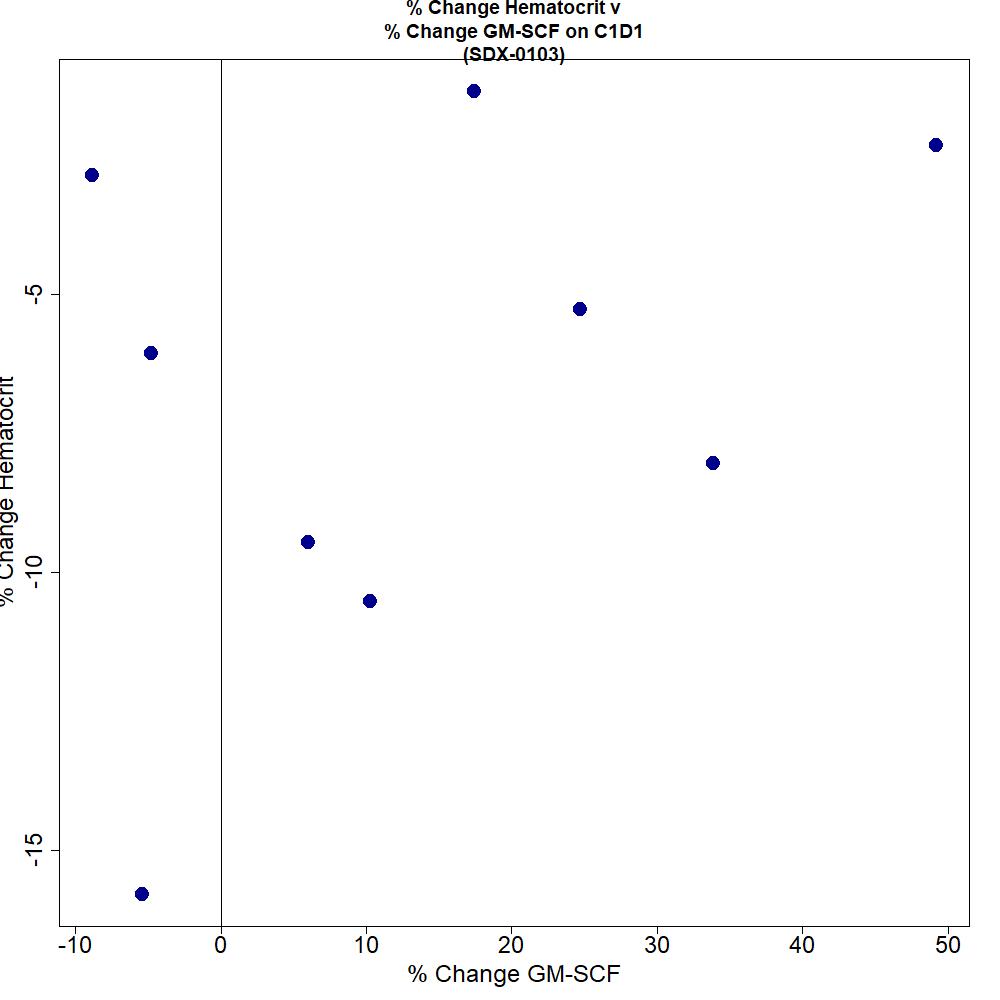 % Change Hematocrit v
% Change GM-SCF on C1D1
(SDX-0103)
% Change Hematocrit
-5
-10
-15
-10
0
10
20
30
40
50
% Change GM-SCF